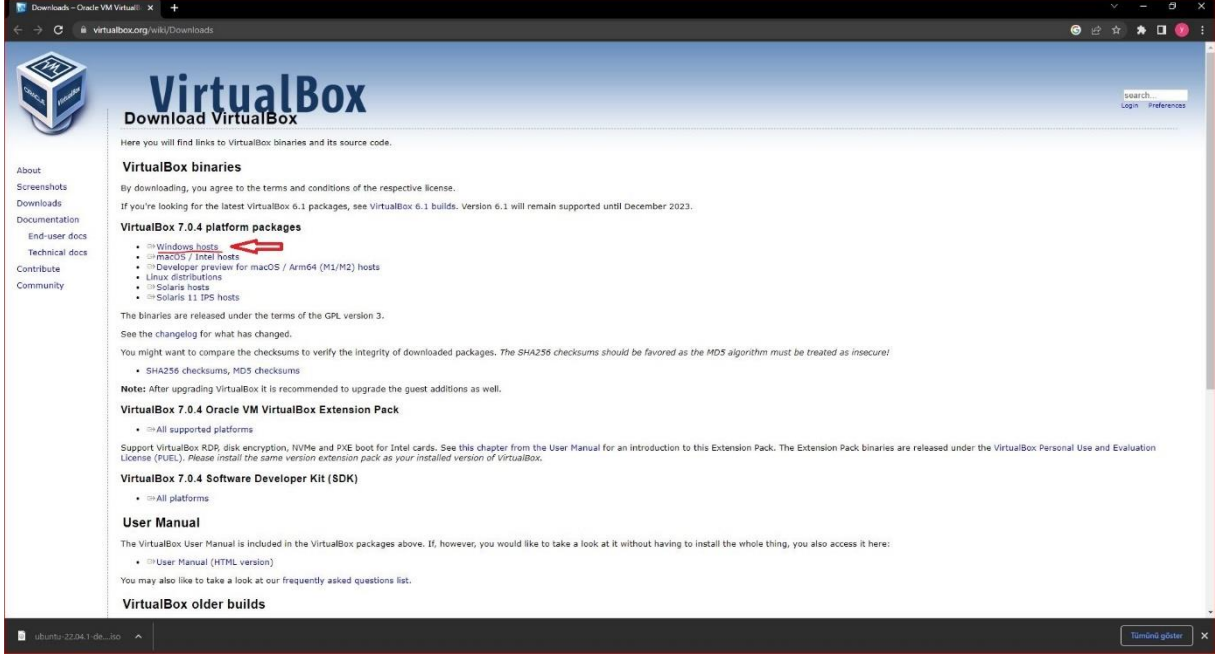 Downloads – Oracle VM VirtualB
virtualbox.org/wiki/Downloads
VirtualBox
search...
Login Preferences
Download VirtualBox
Here you will find links to VirtualBox binaries and its source code.
About
Screenshots
Downloads
Documentation
End-user docs
Technical docs
Contribute
Community
VirtualBox binaries
By downloading, you agree to the terms and conditions of the respective license.
If you're looking for the latest VirtualBox 6.1 packages, see VirtualBox 6.1 builds. Version 6.1 will remain supported until December 2023.
VirtualBox 7.0.4 platform packages
Windows hosts
macOS / Intel hosts
Developer preview for macOS / Arm64 (M1/M2) hosts
Linux distributions
Solaris hosts
Solaris 11 IPS hosts
The binaries are released under the terms of the GPL version 3.
See the changelog for what has changed.
You might want to compare the checksums to verify the integrity of downloaded packages. The SHA256 checksums should be favored as the MD5 algorithm must be treated as insecure!
SHA256 checksums, MD5 checksums
Note: After upgrading VirtualBox it is recommended to upgrade the guest additions as well.
VirtualBox 7.0.4 Oracle VM VirtualBox Extension Pack
All supported platforms
Support VirtualBox RDP, disk encryption, NVMe and PXE boot for Intel cards. See this chapter from the User Manual for an introduction to this Extension Pack. The Extension Pack binaries are released under the VirtualBox Personal Use and Evaluation
License (PUEL). Please install the same version extension pack as your installed version of VirtualBox.
VirtualBox 7.0.4 Software Developer Kit (SDK)
All platforms
User Manual
The VirtualBox User Manual is included in the VirtualBox packages above. If, however, you would like to take a look at it without having to install the whole thing, you also access it here:
User Manual (HTML version)
You may also like to take a look at our frequently asked questions list.
VirtualBox older builds
ubuntu-22.04.1-de....iso
Tümünü göster